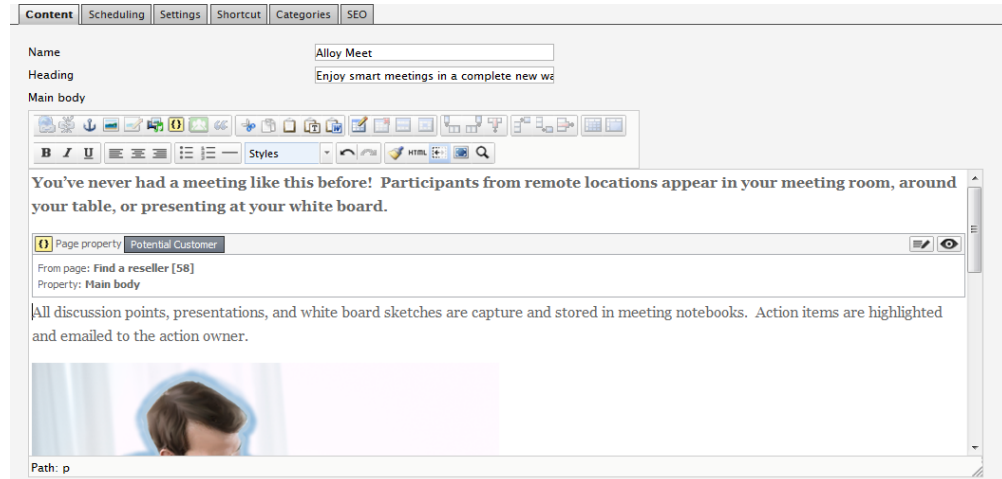 Content Scheduling Settings Shortcut Categories SEO
Name Alloy Meet
Heading Enjoy smart meetings in a complete new wa
Main body
B I U Styles HTML
You've never had a meeting like this before! Participants from remote locations appear in your meeting room, around
your table, or presenting at your white board.
{} Page property Potential Customer
From page: Find a reseller [58]
Property: Main body
All discussion points, presentations, and white board sketches are capture and stored in meeting notebooks. Action items are highlighted
and emailed to the action owner.
Path: p